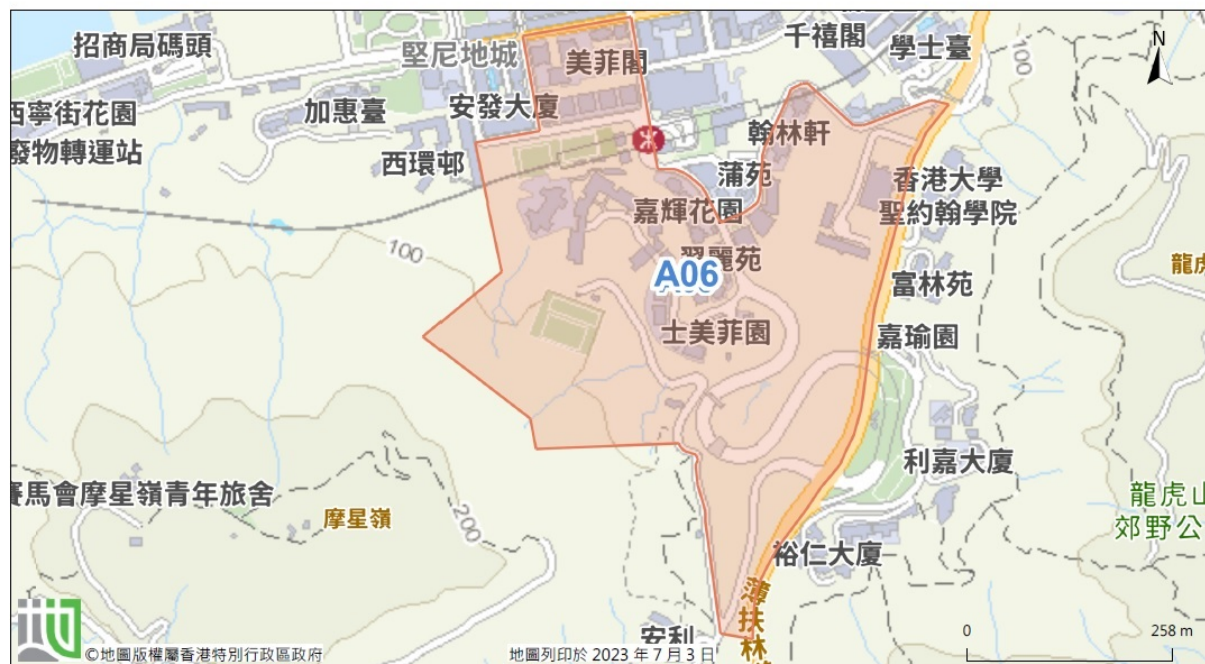 招商局碼頭
堅尼地城
美菲閣
千禧閣
學士臺
N
100
西寧街花園
廢物轉運站
加惠臺
安發大廈
西環邨
翰林軒
蒲苑
香港大學
聖約翰學院
嘉輝花園
翠麗苑
A06
100
富林苑
龍虎
士美菲園
嘉瑜園
利嘉大廈
賽馬會摩星嶺青年旅舍
摩星嶺
200
龍虎山
郊野公
裕仁大廈
薄扶林
安利
0
258 m
©地圖版權屬香港特別行政區政府
地圖列印於 2023 年 7 月 3 日